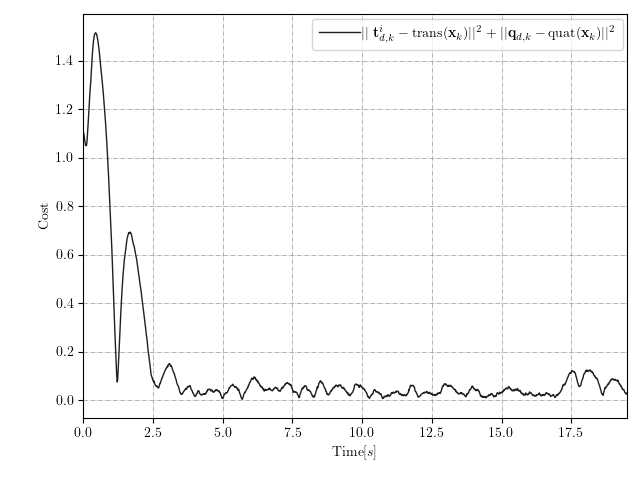 || t^i_{d,k} − trans(x_k)||^2 + ||q_{d,k} − quat(x_k)||^2
1.4
1.2
1.0
0.8
0.6
0.4
0.2
0.0
Cost
0.0 2.5 5.0 7.5 10.0 12.5 15.0 17.5
Time[s]